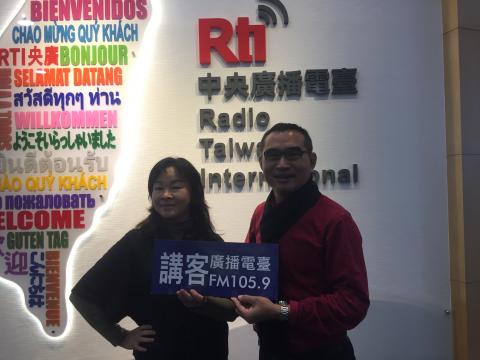 BIENVENIDOS
CHÀO MỪNG QUÝ KHÁCH
RTI央廣BONJOUR
SELAMAT DATANG
สวัสดีทุกๆ ท่าน
WILLKOMMEN
ようこそいらっしゃいました
ยินดีต้อนรับ
CHÀO QUÝ KHÁCH
ПОЖАЛОВАТЬ
WELCOME
GUTEN TAG
迎
BIENVENUE
Rti
中央廣播電臺
Radio
Taiwan
International
講客廣播電臺
FM105.9